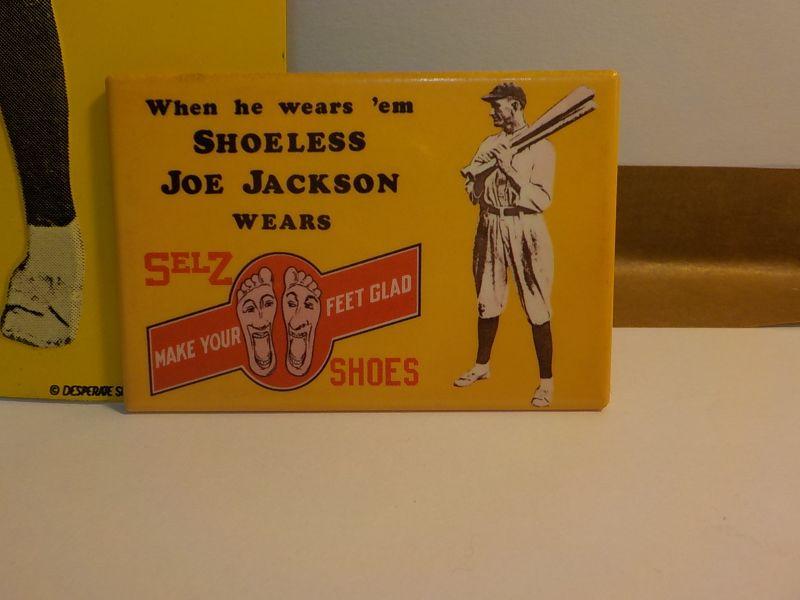 When he wears 'em
SHOELESS
JOE JACKSON
WEARS
SELZ
MAKE YOUR FEET GLAD
SHOES
© DESPERATE